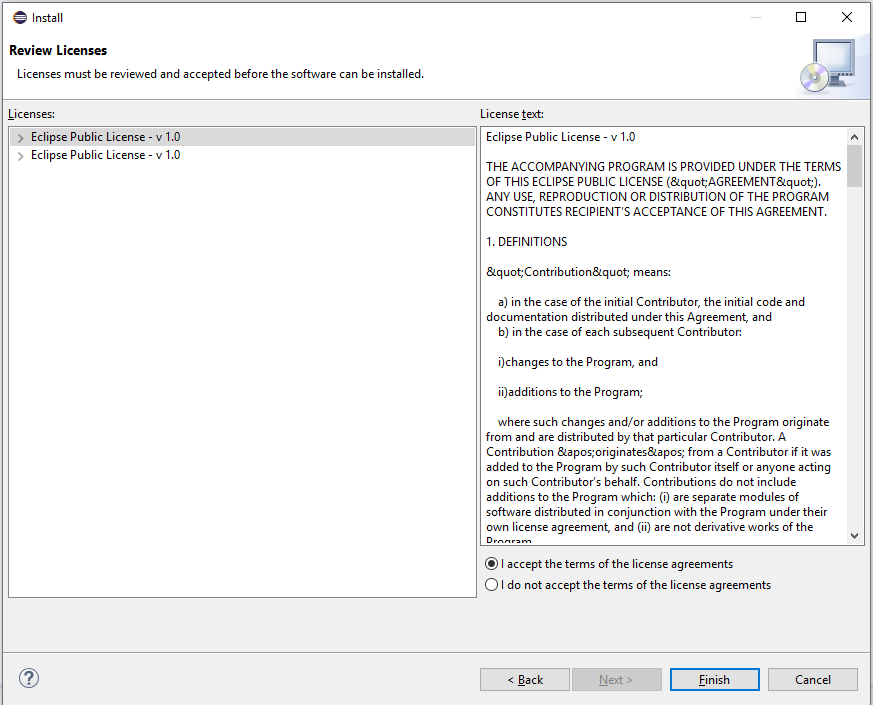 Install
Review Licenses
Licenses must be reviewed and accepted before the software can be installed.
Licenses:
Eclipse Public License - v 1.0
Eclipse Public License - v 1.0
License text:
Eclipse Public License - v 1.0
THE ACCOMPANYING PROGRAM IS PROVIDED UNDER THE TERMS
OF THIS ECLIPSE PUBLIC LICENSE (&quot;AGREEMENT&quot;).
ANY USE, REPRODUCTION OR DISTRIBUTION OF THE PROGRAM
CONSTITUTES RECIPIENT'S ACCEPTANCE OF THIS AGREEMENT.
1. DEFINITIONS
&quot;Contribution&quot; means:
a) in the case of the initial Contributor, the initial code and
documentation distributed under this Agreement, and
b) in the case of each subsequent Contributor:
i)changes to the Program, and
ii)additions to the Program;
where such changes and/or additions to the Program originate
from and are distributed by that particular Contributor. A
Contribution &apos;originates&apos; from a Contributor if it was
added to the Program by such Contributor itself or anyone acting
on such Contributor's behalf. Contributions do not include
additions to the Program which: (i) are separate modules of
software distributed in conjunction with the Program under their
own license agreement, and (ii) are not derivative works of the
Program.
I accept the terms of the license agreements
I do not accept the terms of the license agreements
?
< Back
Next >
Finish
Cancel